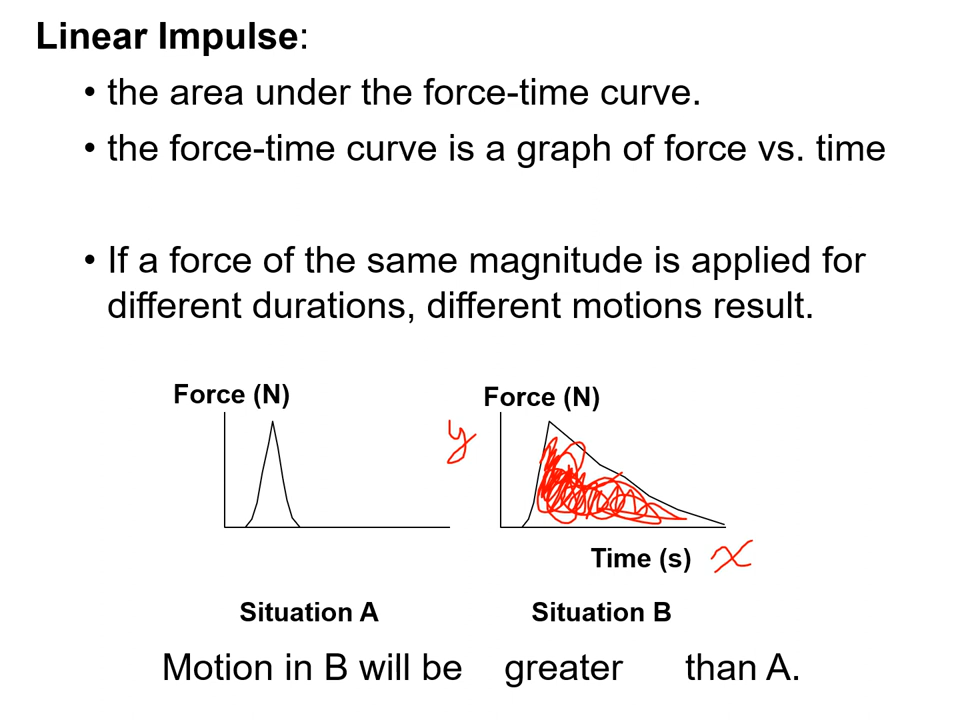 Linear Impulse:
• the area under the force-time curve.
• the force-time curve is a graph of force vs. time
• If a force of the same magnitude is applied for
different durations, different motions result.
Force (N)
Force (N)
y
Time (s) x
Situation A
Situation B
Motion in B will be greater than A.